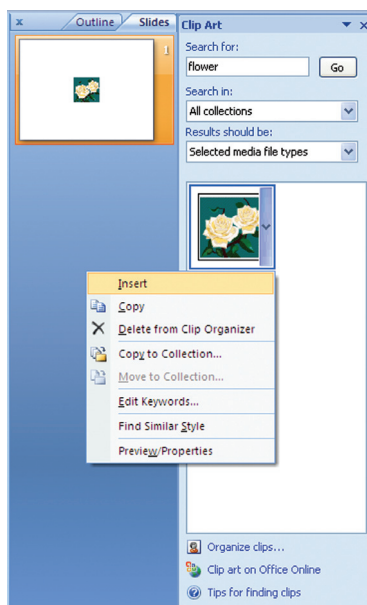 x Outline Slides
1
Clip Art
Search for:
flower
Go
Search in:
All collections
Results should be:
Selected media file types
Insert
Copy
Delete from Clip Organizer
Copy to Collection...
Move to Collection...
Edit Keywords...
Find Similar Style
Preview/Properties
Organize clips...
Clip art on Office Online
Tips for finding clips